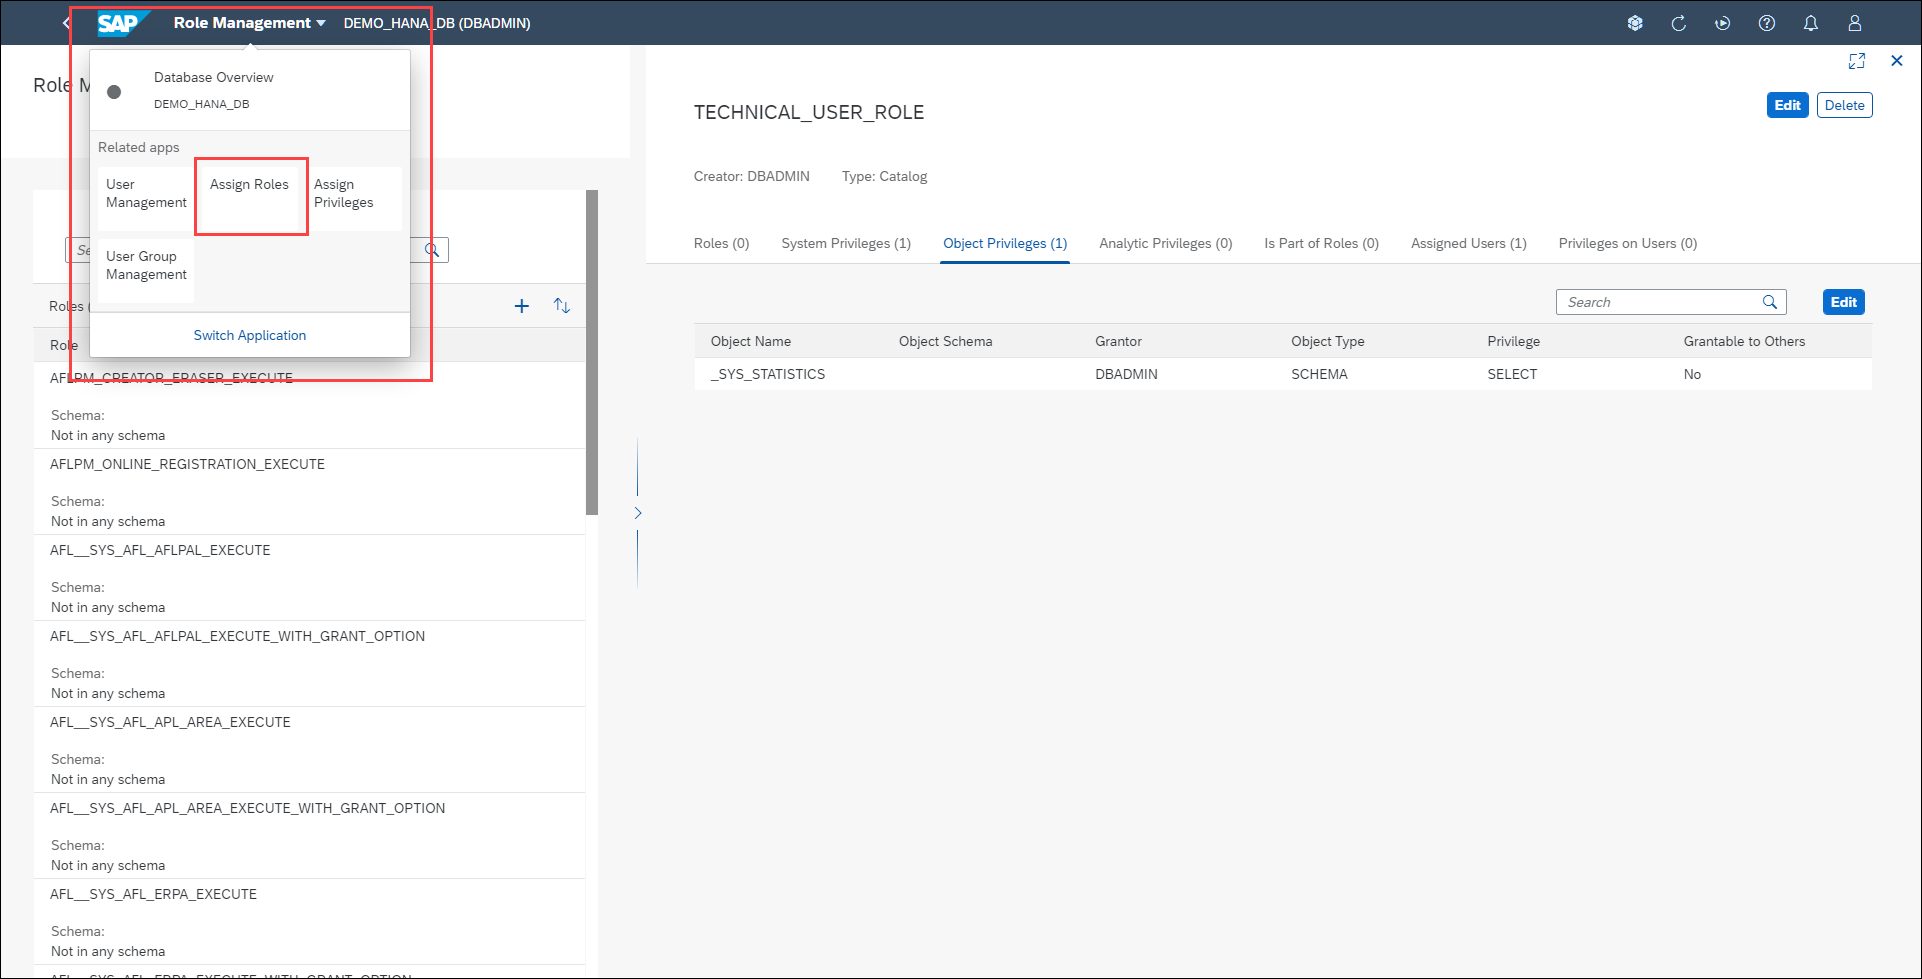 SAP Role Management DEMO_HANA_DB (DBADMIN)
Role M
Database Overview
DEMO_HANA_DB
Related apps
User Management
Assign Roles
Assign Privileges
User Group Management
Switch Application
Se
Roles (
Role
AFLPM_CREATOR_ERASER_EXECUTE
Schema:
Not in any schema
AFLPM_ONLINE_REGISTRATION_EXECUTE
Schema:
Not in any schema
AFL__SYS_AFL_AFLPAL_EXECUTE
Schema:
Not in any schema
AFL__SYS_AFL_AFLPAL_EXECUTE_WITH_GRANT_OPTION
Schema:
Not in any schema
AFL__SYS_AFL_APL_AREA_EXECUTE
Schema:
Not in any schema
AFL__SYS_AFL_APL_AREA_EXECUTE_WITH_GRANT_OPTION
Schema:
Not in any schema
AFL__SYS_AFL_ERPA_EXECUTE
Schema:
Not in any schema
AFL__SYS_AFL_ERPA_EXECUTE_WITH_GRANT_OPTION
TECHNICAL_USER_ROLE
Edit Delete
Creator: DBADMIN Type: Catalog
Roles (0) System Privileges (1) Object Privileges (1) Analytic Privileges (0) Is Part of Roles (0) Assigned Users (1) Privileges on Users (0)
Search Edit
Object Name Object Schema Grantor Object Type Privilege Grantable to Others
_SYS_STATISTICS DBADMIN SCHEMA SELECT No